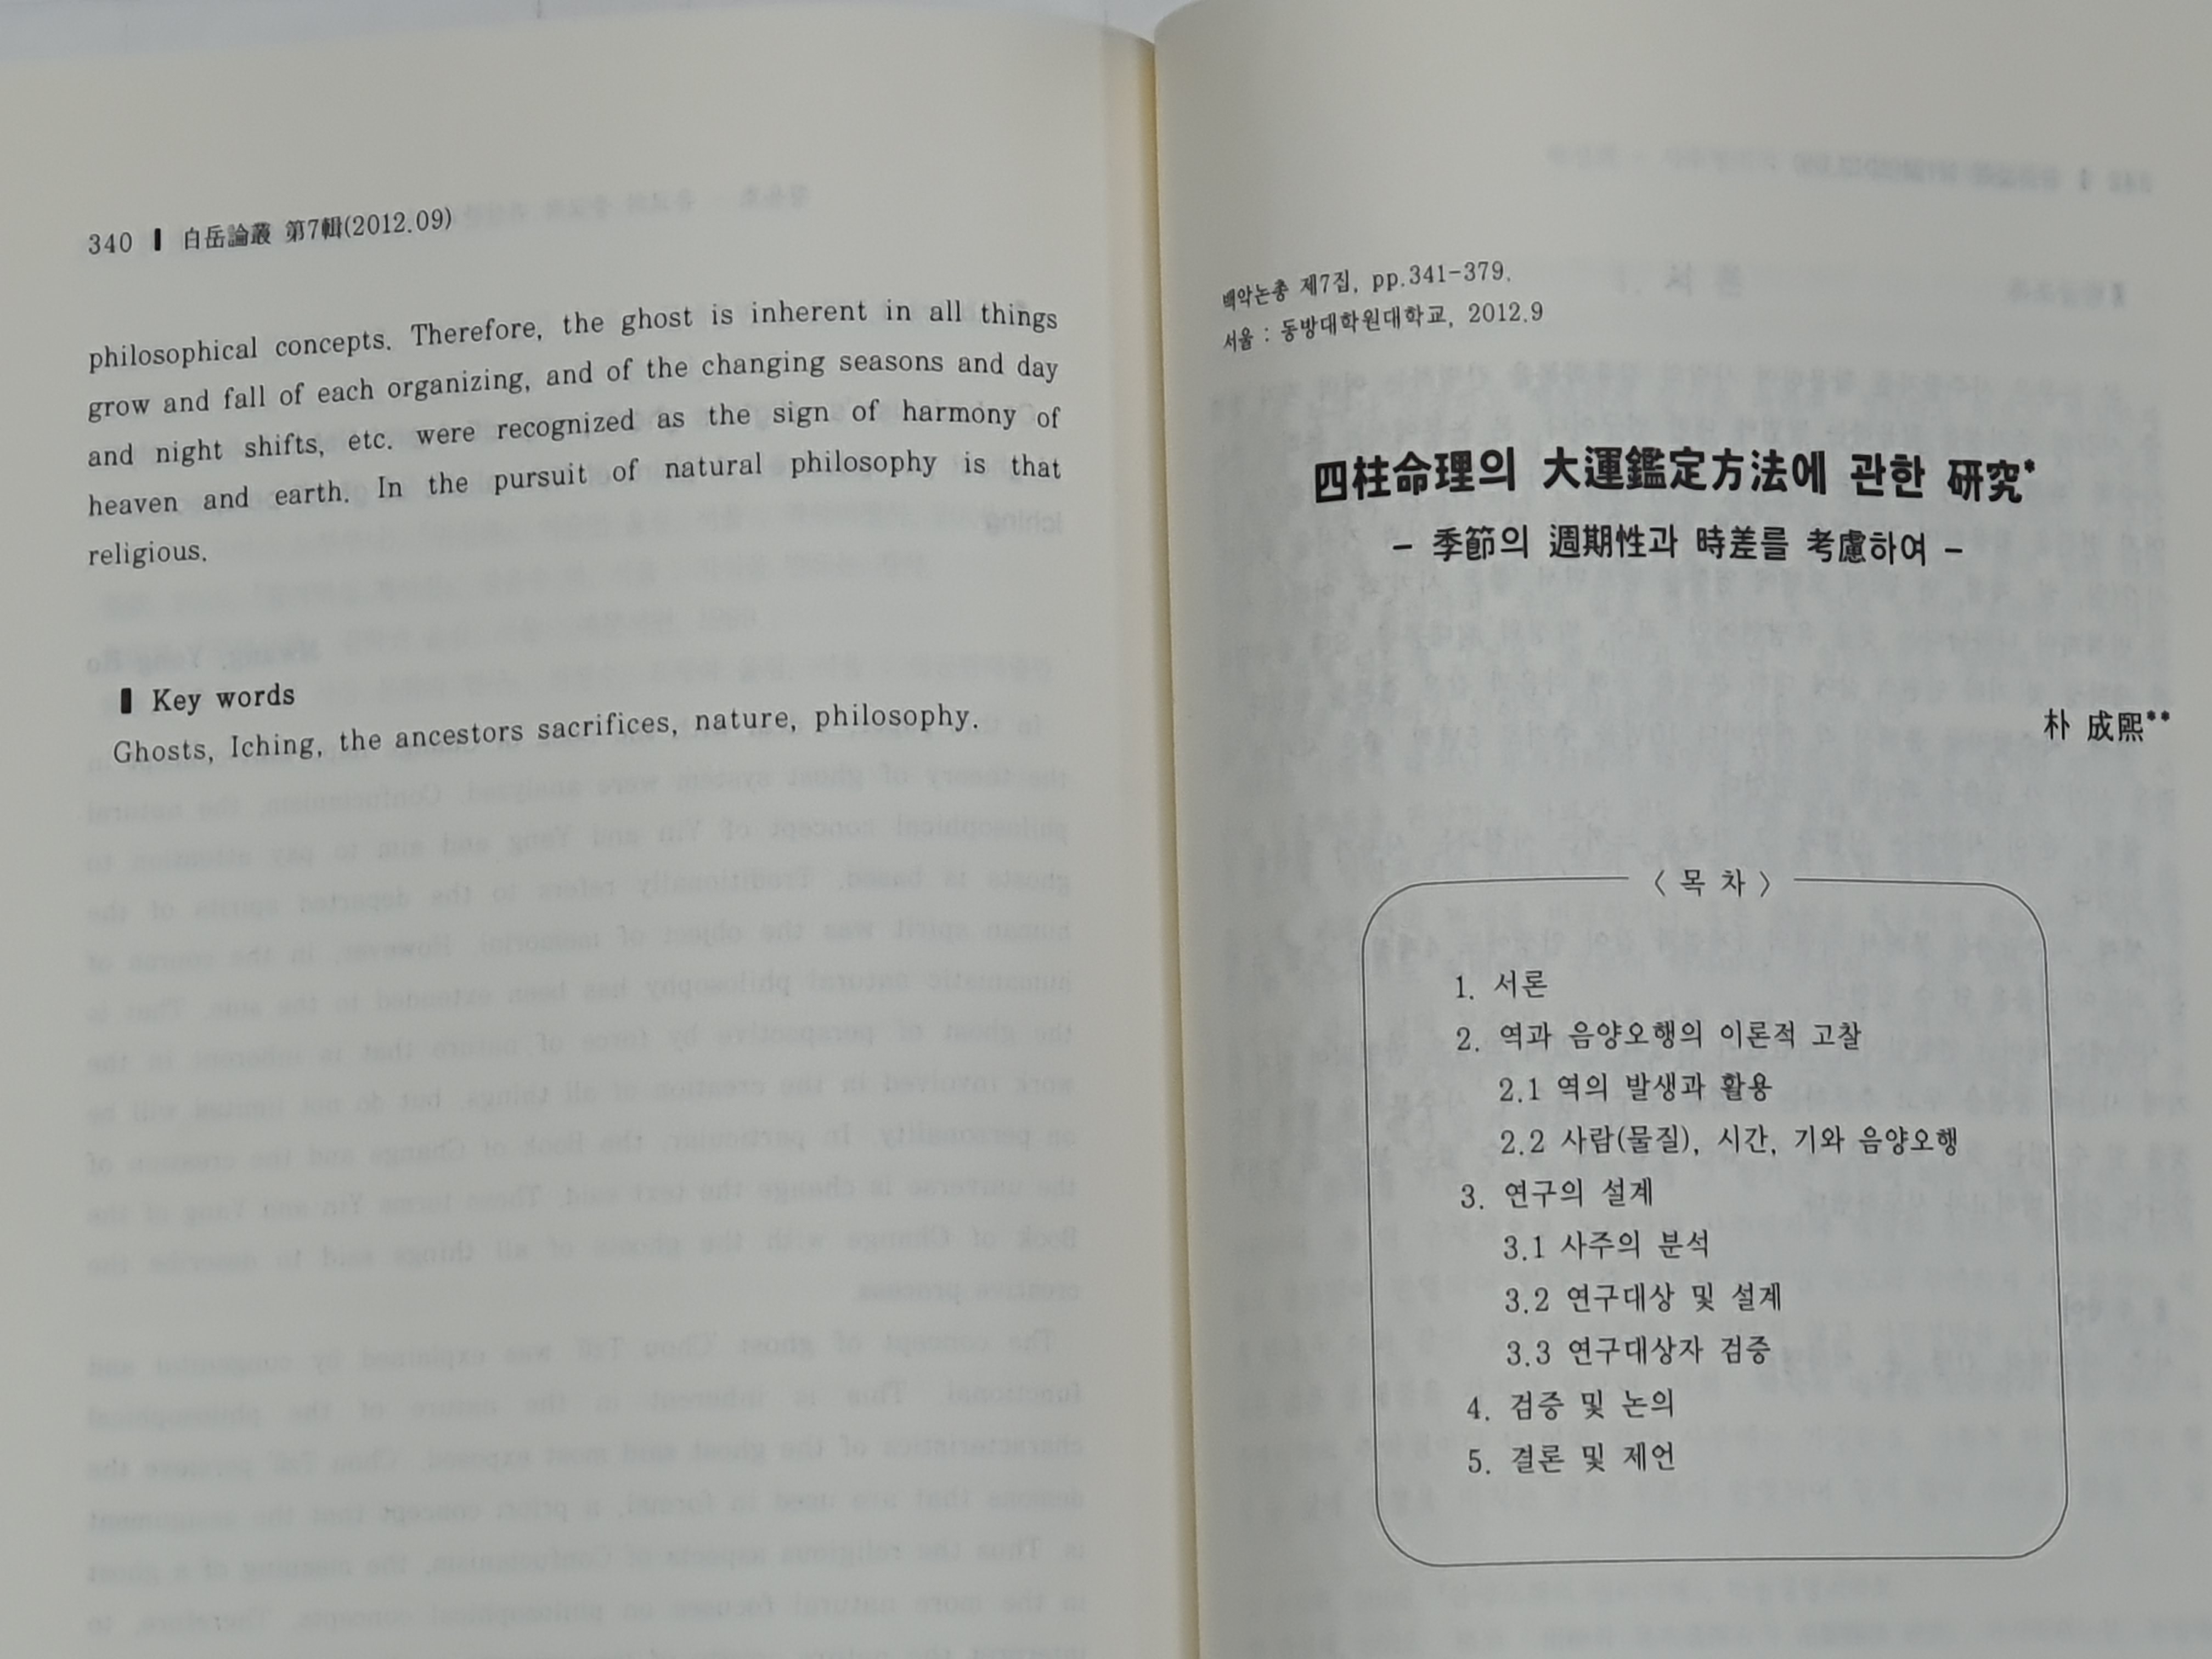 340 ▌ 白岳論叢 第7輯(2012.09)
philosophical concepts. Therefore, the ghost is inherent in all things
grow and fall of each organizing, and of the changing seasons and day
and night shifts, etc. were recognized as the sign of harmony of
heaven and earth. In the pursuit of natural philosophy is that
religious.
▌ Key words
Ghosts, Iching, the ancestors sacrifices, nature, philosophy.
백악논총 제7집, pp.341-379.
서울 : 동방대학원대학교, 2012.9
四柱命理의 大運鑑定方法에 관한 研究*
- 季節의 週期性과 時差를 考慮하여 -
朴 成熙**
〈 목 차 〉
1. 서론
2. 역과 음양오행의 이론적 고찰
2.1 역의 발생과 활용
2.2 사람(물질), 시간, 기와 음양오행
3. 연구의 설계
3.1 사주의 분석
3.2 연구대상 및 설계
3.3 연구대상자 검증
4. 검증 및 논의
5. 결론 및 제언